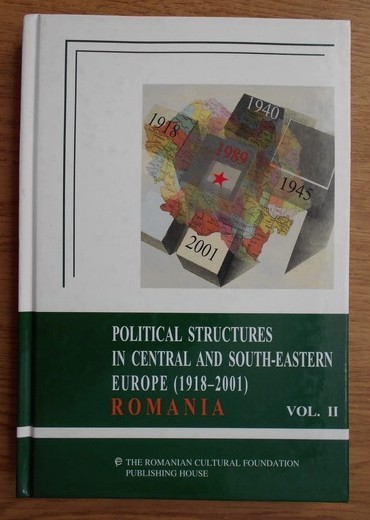 1940
1918
1989
1945
2001
POLITICAL STRUCTURES
IN CENTRAL AND SOUTH-EASTERN
EUROPE (1918-2001)
ROMANIA VOL. II
THE ROMANIAN CULTURAL FOUNDATION
PUBLISHING HOUSE